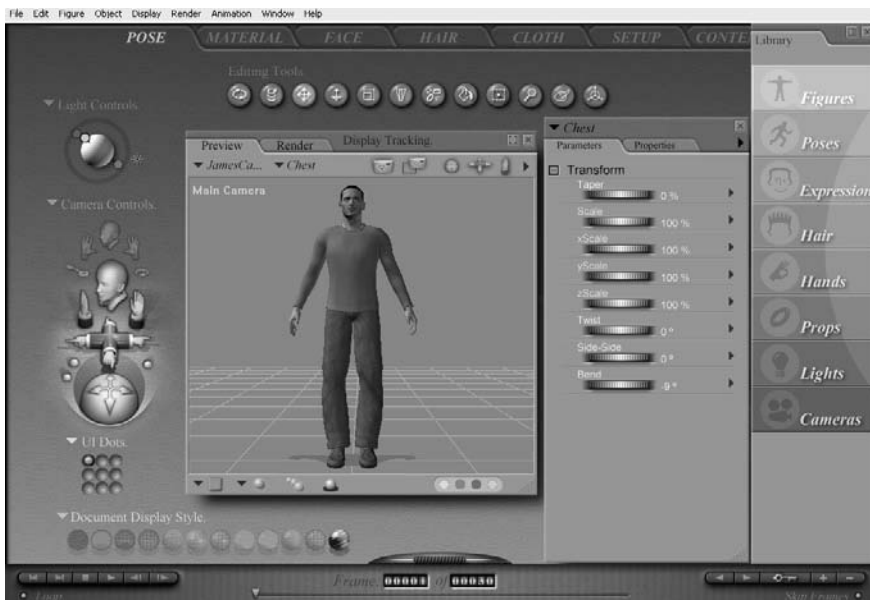 File Edit Figure Object Display Render Animation Window Help
POSE MATERIAL FACE HAIR CLOTH SETUP CONTE
Library
Editing Tools.
Light Controls.
Preview Render Display Tracking.
JamesCa... Chest
Main Camera
Camera Controls.
UI Dots.
Document Display Style.
Chest
Parameters Properties
Transform
Taper
0 %
Scale
100 %
xScale
100 %
yScale
100 %
zScale
100 %
Twist
0 º
Side-Side
0 º
Bend
-9 º
Figures
Poses
Expression
Hair
Hands
Props
Lights
Cameras
Frame. 00001 of 00030
Loop
Skip Frames